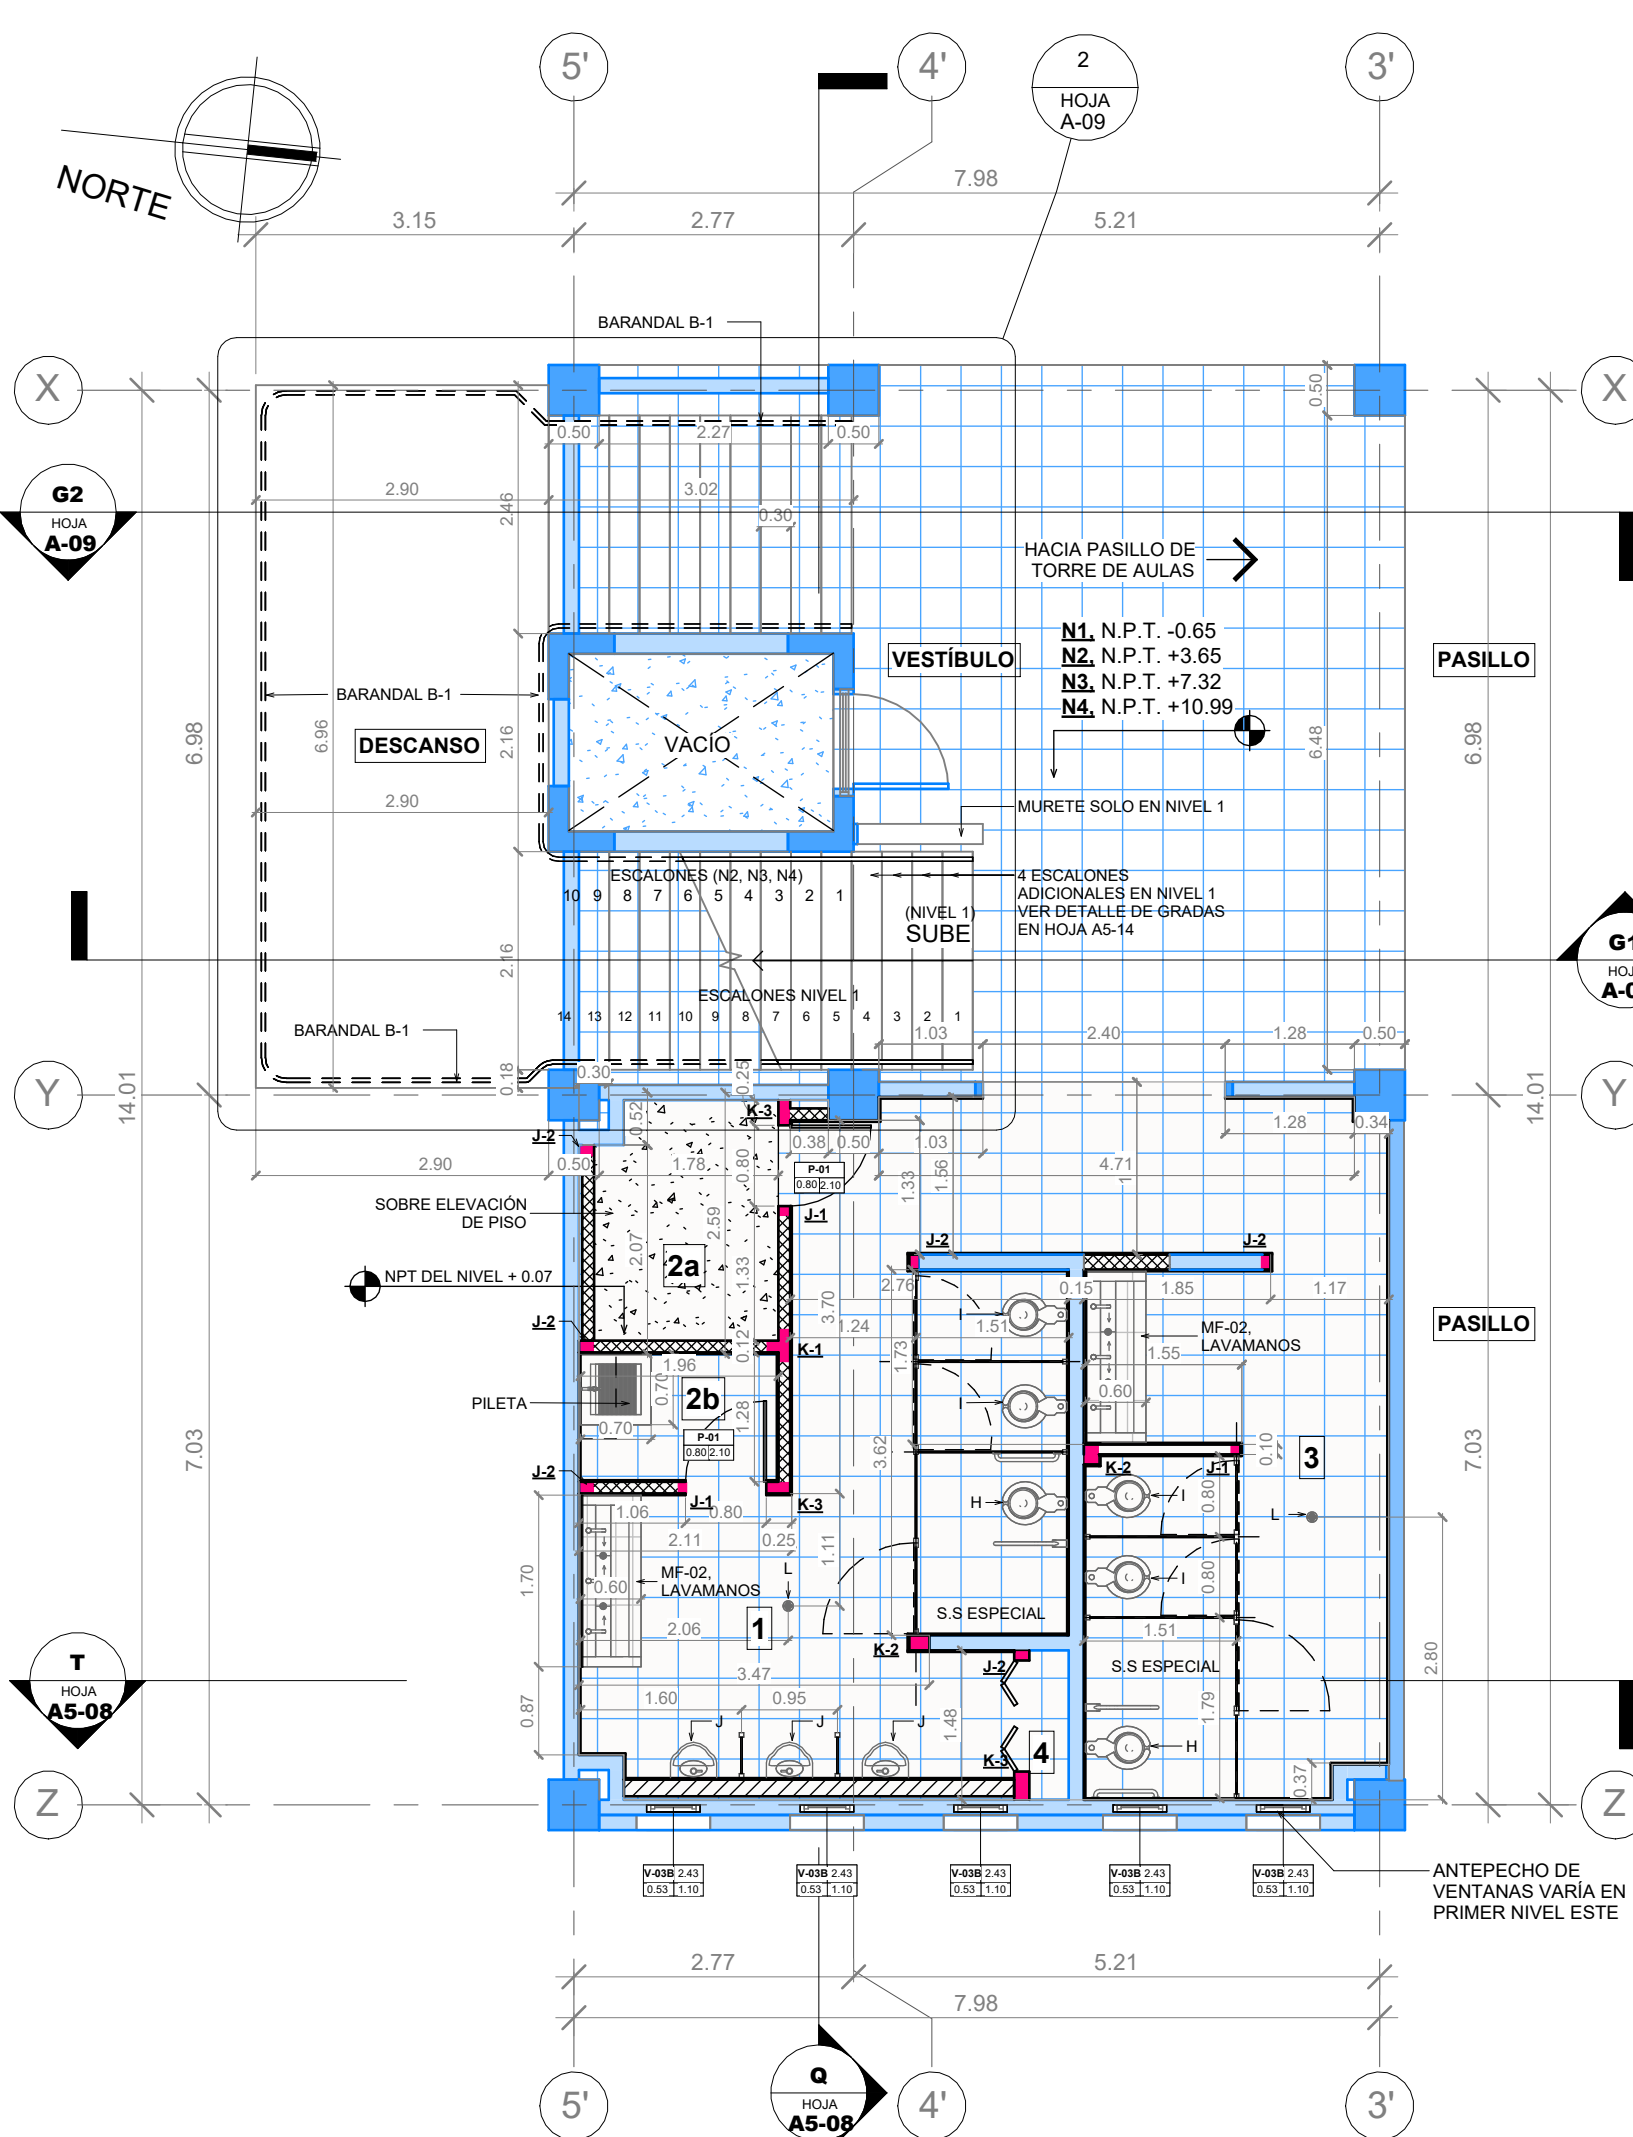 5'
4'
3'
2
HOJA
A-09
NORTE
7.98
3.15
2.77
5.21
BARANDAL B-1
X
X
0.50
0.50
2.27
0.50
G2
HOJA
A-09
2.90
3.02
2.46
0.30
HACIA PASILLO DE
TORRE DE AULAS
N1, N.P.T. -0.65
N2, N.P.T. +3.65
N3, N.P.T. +7.32
N4, N.P.T. +10.99
VESTÍBULO
PASILLO
BARANDAL B-1
6.98
6.96
DESCANSO
2.16
VACÍO
6.48
6.98
2.90
MURETE SOLO EN NIVEL 1
ESCALONES (N2, N3, N4)
10 9 8 7 6 5 4 3 2 1
4 ESCALONES
ADICIONALES EN NIVEL 1
VER DETALLE DE GRADAS
EN HOJA A5-14
(NIVEL 1)
SUBE
2.16
ESCALONES NIVEL 1
14 13 12 11 10 9 8 7 6 5 4 3 2 1
BARANDAL B-1
1.03
2.40
1.28
0.50
Y
Y
14.01
14.01
0.18
0.30
0.25
0.52
K-3
J-2
0.38
0.50
1.03
1.28
0.34
2.90
0.50
1.78
0.80
P-01
0.80 2.10
1.33
1.56
4.71
SOBRE ELEVACIÓN
DE PISO
J-1
2.59
2.07
2a
1.33
J-2
J-2
NPT DEL NIVEL + 0.07
2.76
0.15
1.85
1.17
J-2
3.70
1.24
I
1.51
MF-02,
LAVAMANOS
PASILLO
0.12
K-1
1.73
1.55
1.96
0.70
2b
0.60
PILETA
0.70
1.28
I
P-01
0.80 2.10
3.62
0.10
3
7.03
7.03
J-2
K-2
J-1
J-1
K-3
H
I
0.80
L
1.06
0.80
2.11
0.25
1.11
1.70
MF-02,
LAVAMANOS
0.60
L
I
0.80
1
S.S ESPECIAL
2.06
1.51
K-2
J-2
S.S ESPECIAL
2.80
T
HOJA
A5-08
3.47
1.60
0.95
0.87
J
J
J
1.48
K-3
4
1.79
H
0.37
Z
Z
V-03B 2.43
0.53 1.10
V-03B 2.43
0.53 1.10
V-03B 2.43
0.53 1.10
V-03B 2.43
0.53 1.10
V-03B 2.43
0.53 1.10
ANTEPECHO DE
VENTANAS VARÍA EN
PRIMER NIVEL ESTE
2.77
5.21
7.98
Q
HOJA
A5-08
5'
4'
3'